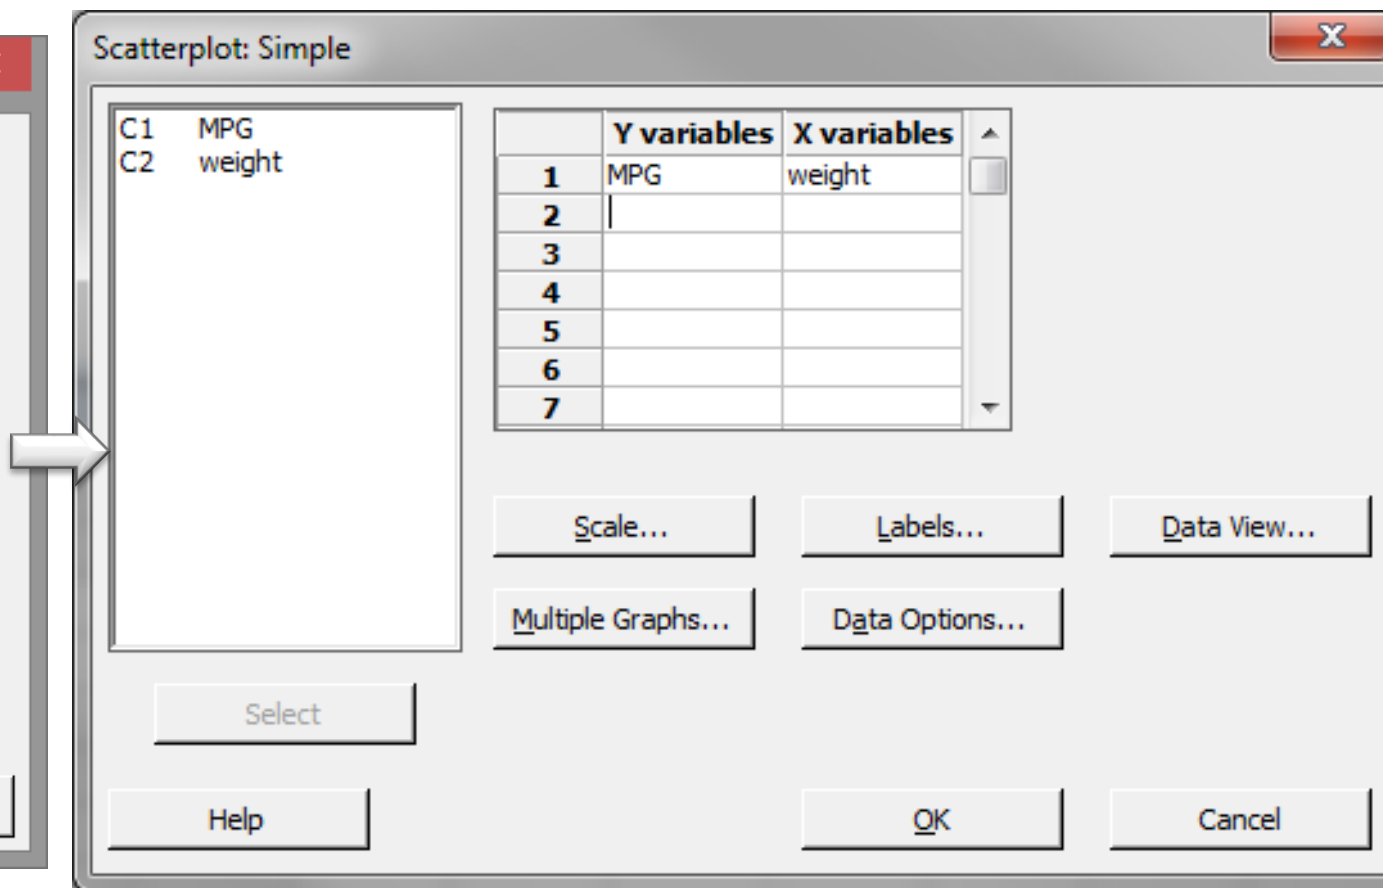 Scatterplot: Simple
C1 MPG
C2 weight
Y variables X variables
1 MPG weight
2
3
4
5
6
7
Scale... Labels... Data View...
Multiple Graphs... Data Options...
Select
Help OK Cancel